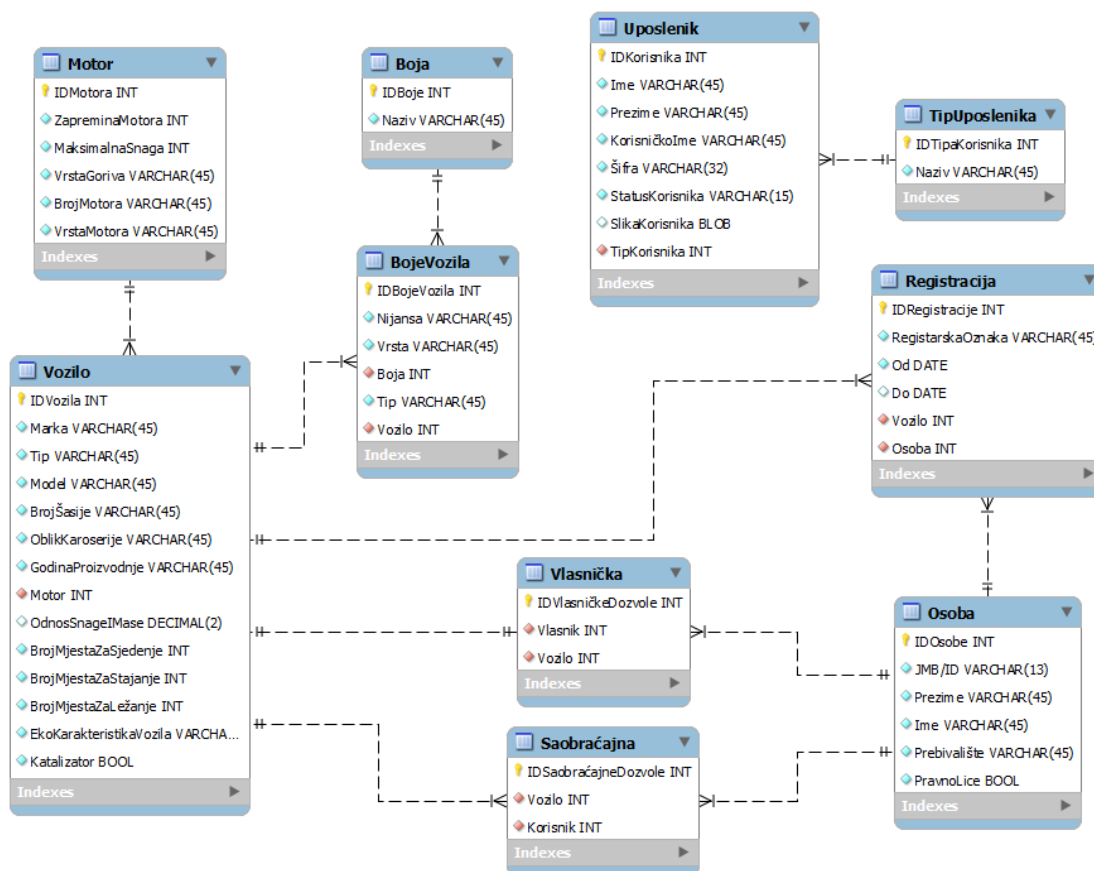 Motor
IDMotora INT
ZapreminaMotora INT
MaksimalnaSnaga INT
VrstaGoriva VARCHAR(45)
BrojMotora VARCHAR(45)
VrstaMotora VARCHAR(45)
Indexes
Boja
IDBoje INT
Naziv VARCHAR(45)
Indexes
Uposlenik
IDKorisnika INT
Ime VARCHAR(45)
Prezime VARCHAR(45)
KorisničkoIme VARCHAR(45)
Šifra VARCHAR(32)
StatusKorisnika VARCHAR(15)
SlikaKorisnika BLOB
TipKorisnika INT
Indexes
TipUposlenika
IDTipaKorisnika INT
Naziv VARCHAR(45)
Indexes
BojeVozila
IDBojeVozila INT
Nijansa VARCHAR(45)
Vrsta VARCHAR(45)
Boja INT
Tip VARCHAR(45)
Vozilo INT
Indexes
Registracija
IDRegistracije INT
RegistarskaOznaka VARCHAR(45)
Od DATE
Do DATE
Vozilo INT
Osoba INT
Indexes
Vozilo
IDVozila INT
Marka VARCHAR(45)
Tip VARCHAR(45)
Model VARCHAR(45)
BrojŠasije VARCHAR(45)
OblikKaroserije VARCHAR(45)
GodinaProizvodnje VARCHAR(45)
Motor INT
OdnosSnageIMase DECIMAL(2)
BrojMjestaZaSjedenje INT
BrojMjestaZaStajanje INT
BrojMjestaZaLežanje INT
EkoKarakteristikaVozila VARCHA...
Katalizator BOOL
Indexes
Vlasnička
IDVlasničkeDozvole INT
Vlasnik INT
Vozilo INT
Indexes
Osoba
IDOsobe INT
JMB/ID VARCHAR(13)
Prezime VARCHAR(45)
Ime VARCHAR(45)
Prebivalište VARCHAR(45)
PravnoLice BOOL
Indexes
Saobraćajna
IDSaobraćajneDozvole INT
Vozilo INT
Korisnik INT
Indexes